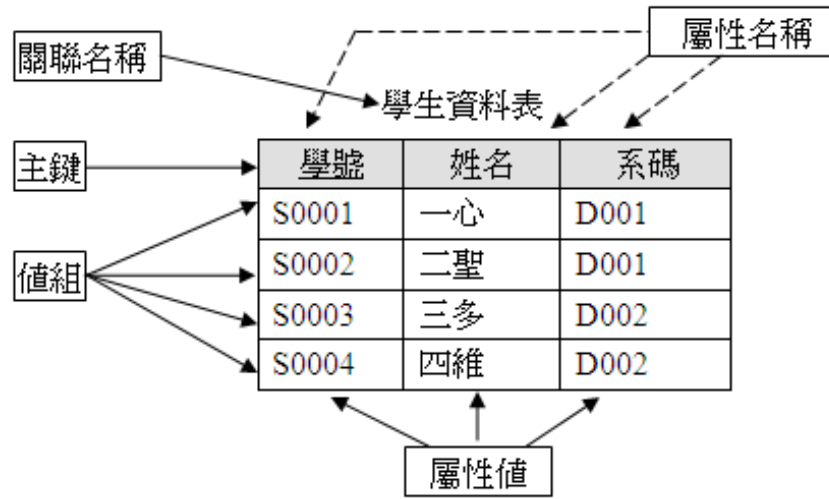 屬性名稱
關聯名稱
學生資料表
主鍵
學號 姓名 系碼
S0001 一心 D001
S0002 二聖 D001
值組
S0003 三多 D002
S0004 四維 D002
屬性值